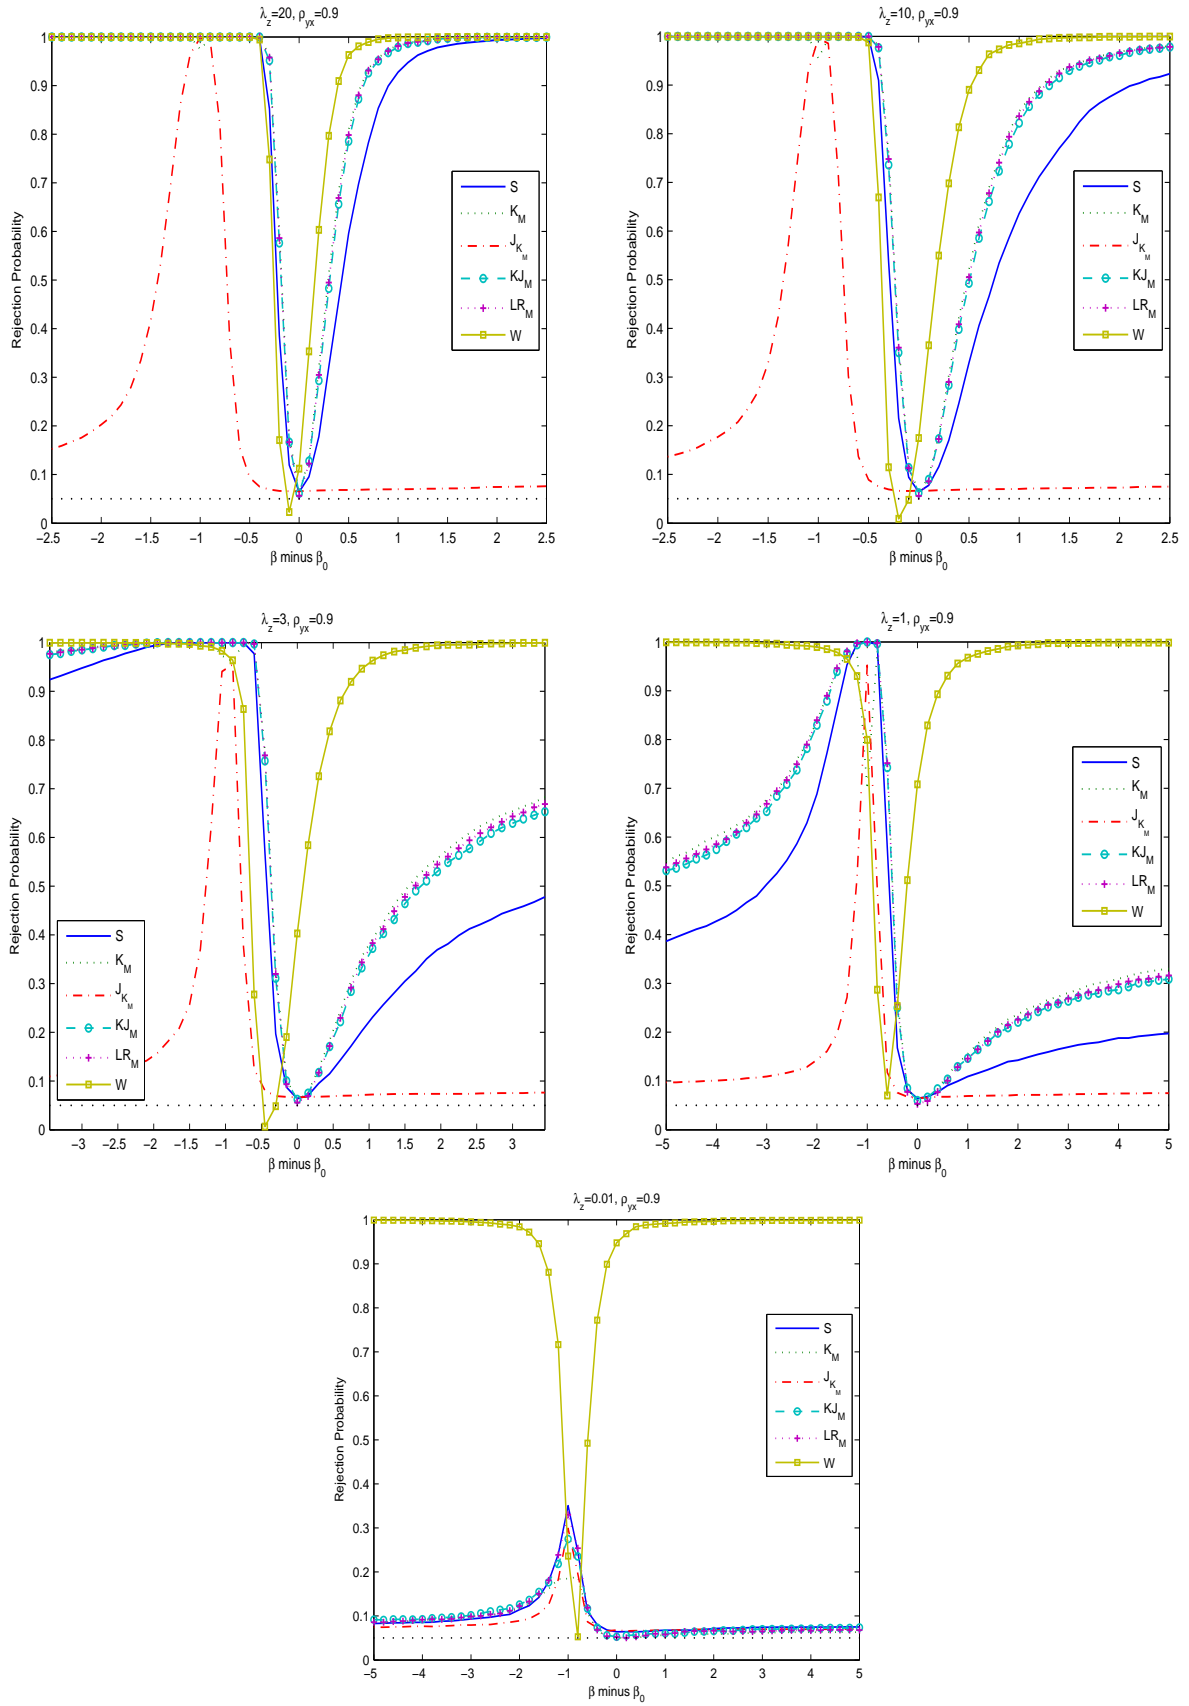 λz=20, ρyx=0.9
1
0.9
0.8
0.7
0.6
0.5
0.4
0.3
0.2
0.1
0
Rejection Probability
S
KM
JKM
KJM
LRM
W
−2.5 −2 −1.5 −1 −0.5 0 0.5 1 1.5 2 2.5
β minus β0
λz=10, ρyx=0.9
1
0.9
0.8
0.7
0.6
0.5
0.4
0.3
0.2
0.1
0
Rejection Probability
S
KM
JKM
KJM
LRM
W
−2.5 −2 −1.5 −1 −0.5 0 0.5 1 1.5 2 2.5
β minus β0
λz=3, ρyx=0.9
1
0.9
0.8
0.7
0.6
0.5
0.4
0.3
0.2
0.1
0
Rejection Probability
S
KM
JKM
KJM
LRM
W
−3 −2.5 −2 −1.5 −1 −0.5 0 0.5 1 1.5 2 2.5 3
β minus β0
λz=1, ρyx=0.9
1
0.9
0.8
0.7
0.6
0.5
0.4
0.3
0.2
0.1
0
Rejection Probability
S
KM
JKM
KJM
LRM
W
−5 −4 −3 −2 −1 0 1 2 3 4 5
β minus β0
λz=0.01, ρyx=0.9
1
0.9
0.8
0.7
0.6
0.5
0.4
0.3
0.2
0.1
0
Rejection Probability
S
KM
JKM
KJM
LRM
W
−5 −4 −3 −2 −1 0 1 2 3 4 5
β minus β0